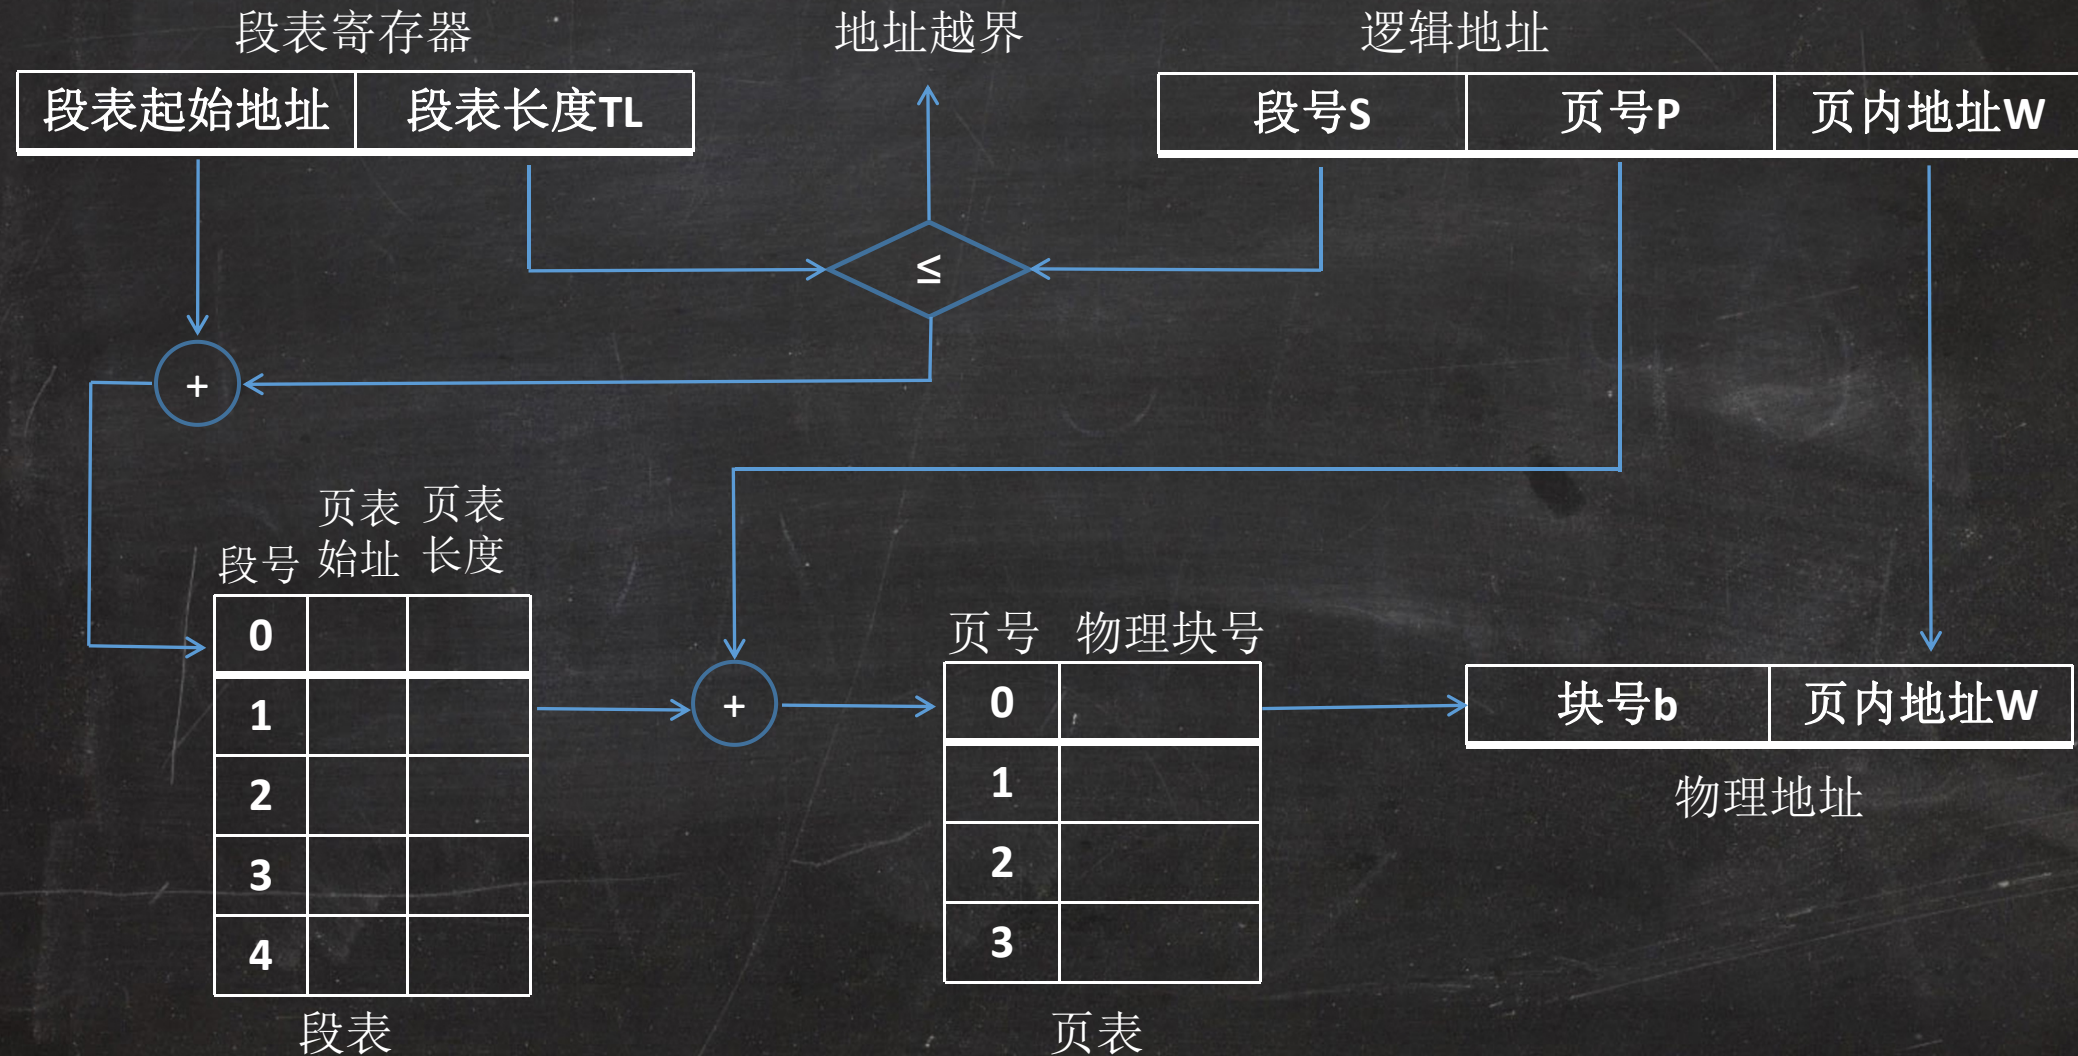 段表寄存器
地址越界
逻辑地址
段表起始地址 段表长度TL
段号S 页号P 页内地址W
≤
+
段号
页表
始址
页表
长度
0
1
2
3
4
段表
+
页号 物理块号
0
1
2
3
页表
块号b 页内地址W
物理地址